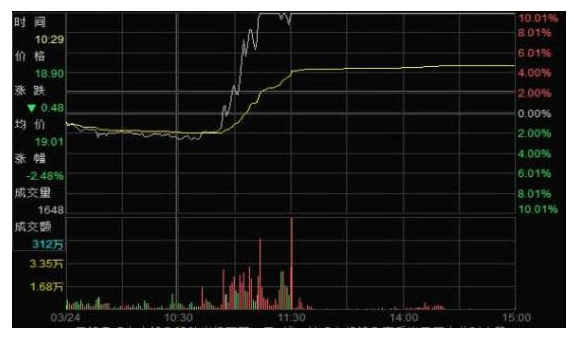 时 间
10:29
价 格
18.90
涨 跌
▼ 0.48
均 价
19.01
涨 幅
-2.48%
成交量
1648
成交额
312万
3.35万
1.68万
10.01%
8.01%
6.01%
4.00%
2.00%
0.00%
2.00%
4.00%
6.01%
8.01%
10.01%
03/24 10:30 11:30 14:00 15:00